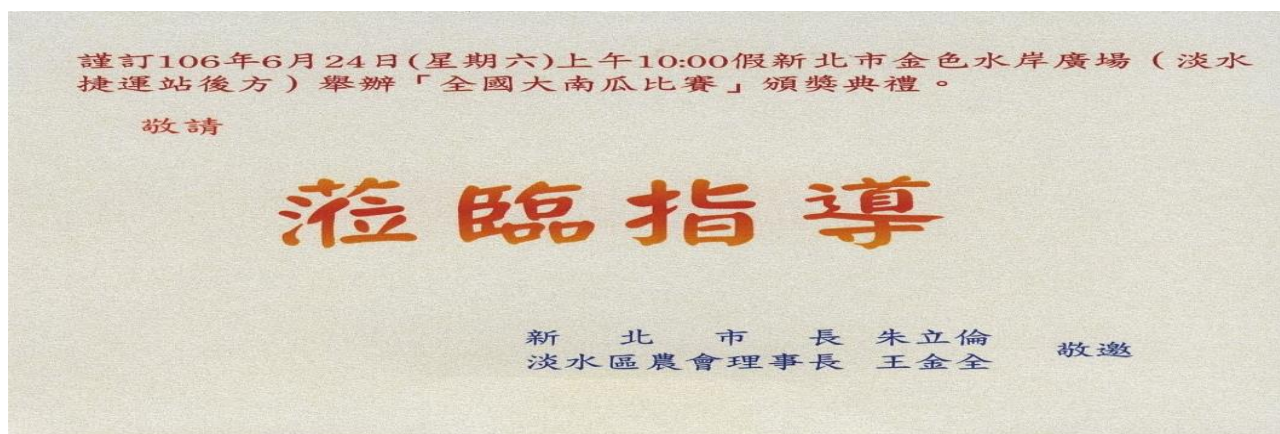 謹訂106年6月24日(星期六)上午10:00假新北市金色水岸廣場（淡水
捷運站後方）舉辦「全國大南瓜比賽」頒獎典禮。
敬請
蒞臨指導
新北市長 朱立倫
淡水區農會理事長 王金全 敬邀